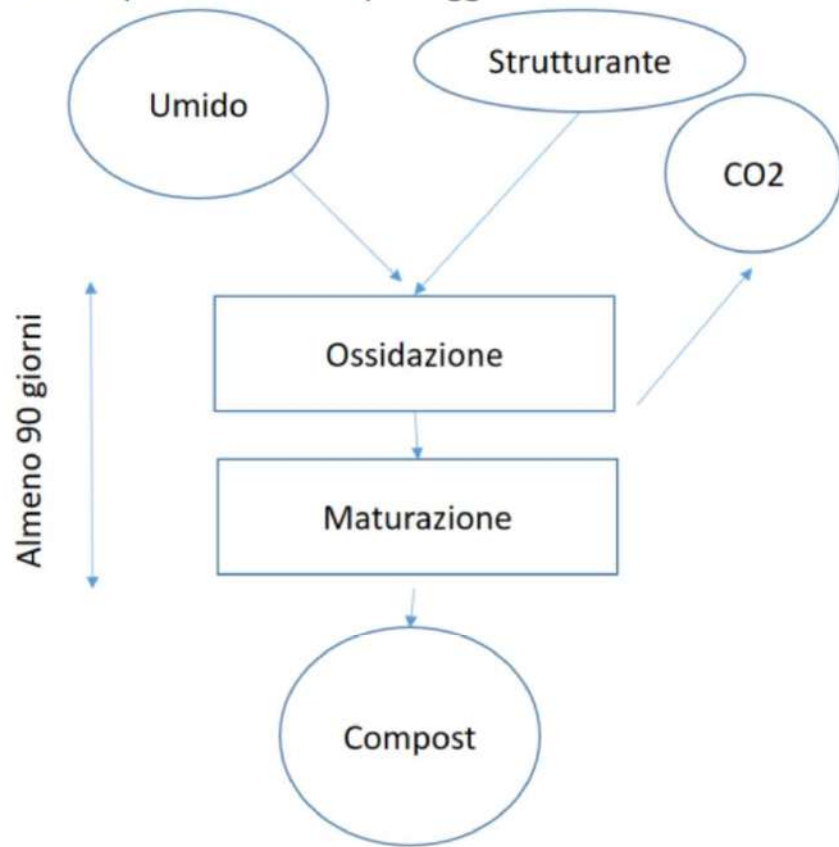 Umido
Strutturante
CO2
Ossidazione
Almeno 90 giorni
Maturazione
Compost